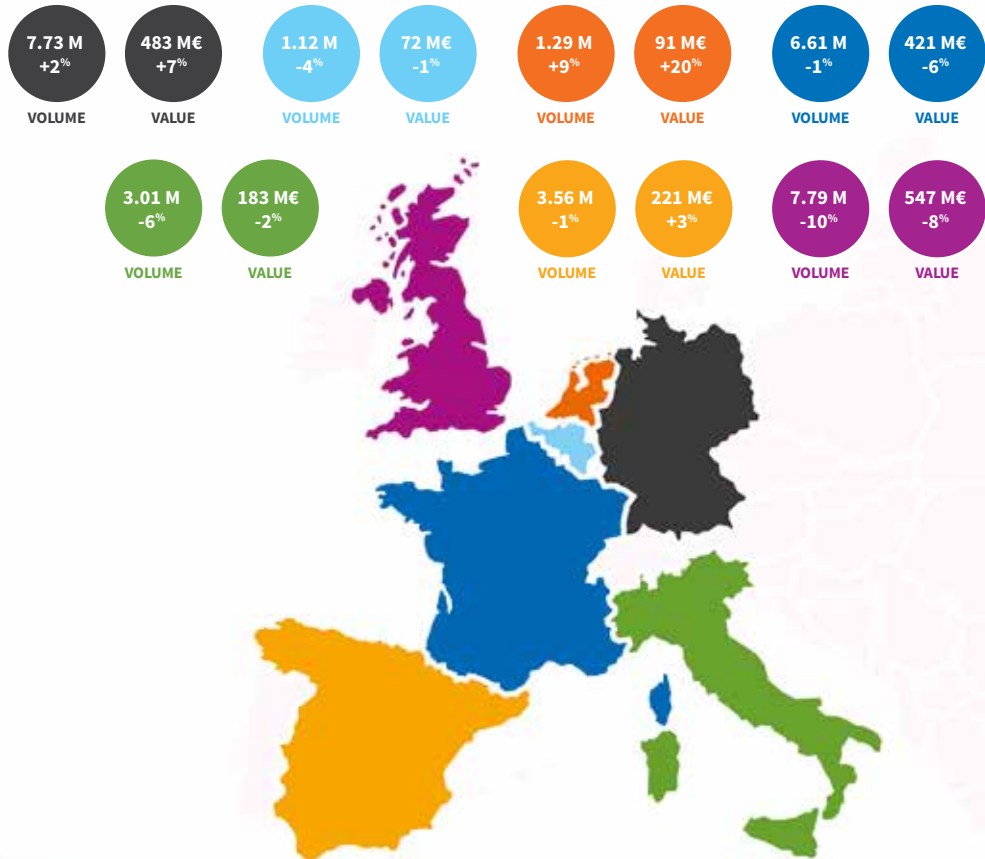 7.73 M
+2%
VOLUME
483 M€
+7%
VALUE
1.12 M
-4%
VOLUME
72 M€
-1%
VALUE
1.29 M
+9%
VOLUME
91 M€
+20%
VALUE
6.61 M
-1%
VOLUME
421 M€
-6%
VALUE
3.01 M
-6%
VOLUME
183 M€
-2%
VALUE
3.56 M
-1%
VOLUME
221 M€
+3%
VALUE
7.79 M
-10%
VOLUME
547 M€
-8%
VALUE